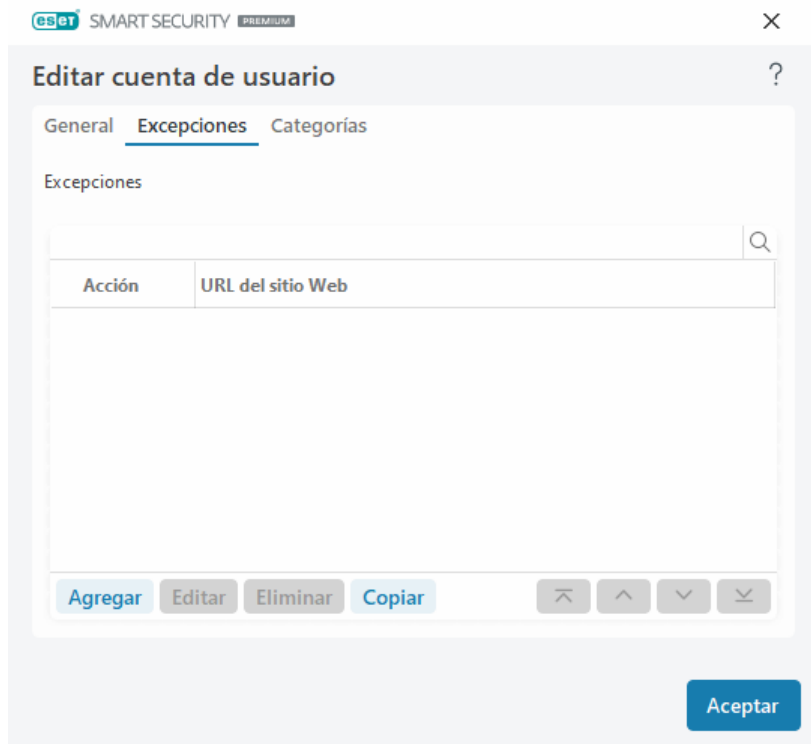 eset SMART SECURITY PREMIUM
Editar cuenta de usuario ?
General Excepciones Categorías
Excepciones
Acción URL del sitio Web
Agregar Editar Eliminar Copiar
Aceptar